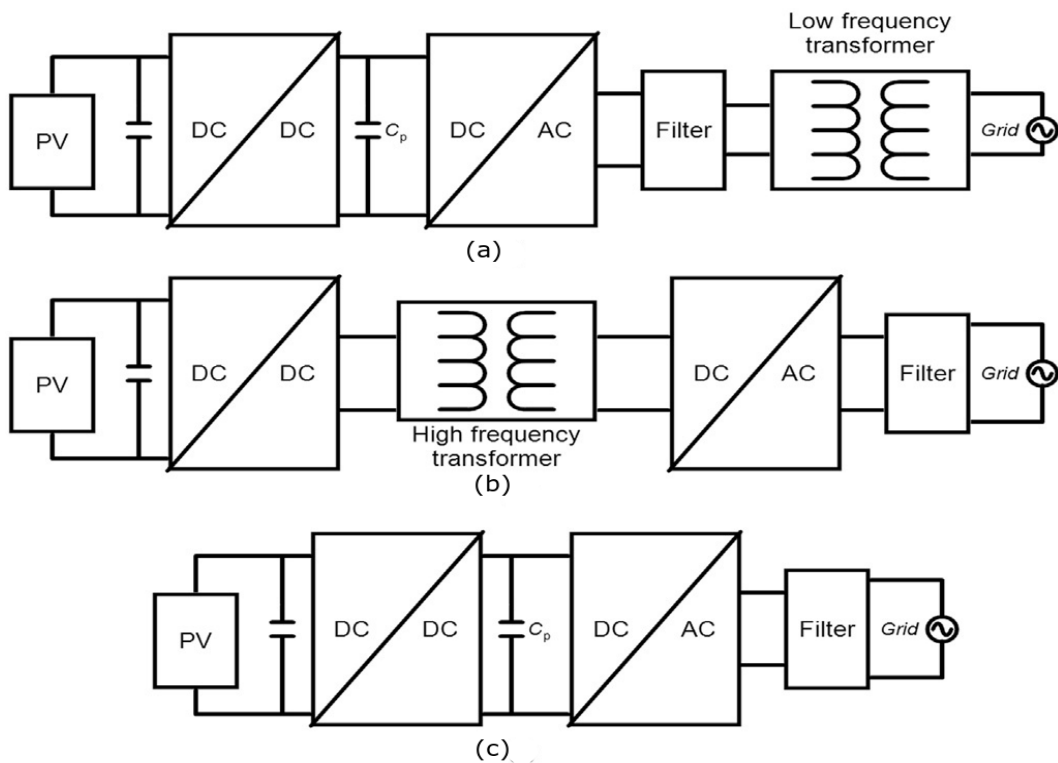 Low frequency
transformer
PV
DC
DC
Cp
DC
AC
Filter
Grid
(a)
PV
DC
DC
High frequency
transformer
DC
AC
Filter
Grid
(b)
PV
DC
DC
Cp
DC
AC
Filter
Grid
(c)